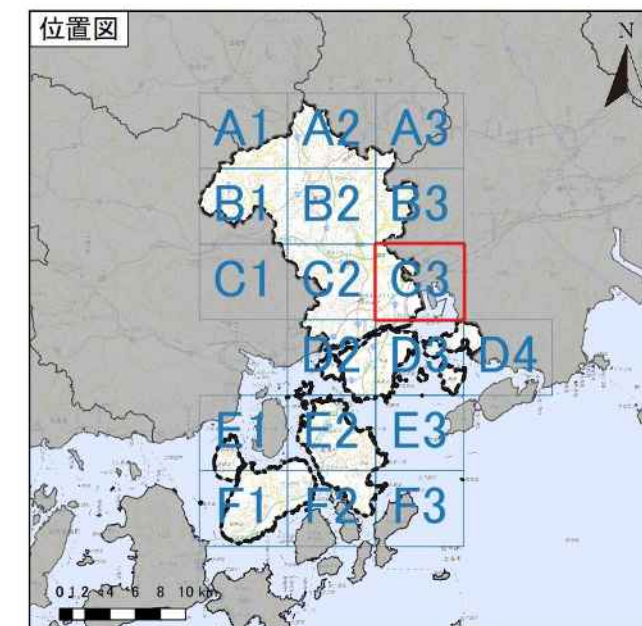 位置図
N
A1 A2 A3
B1 B2 B3
C1 C2 C3
D2 D3 D4
E1 E2 E3
F1 F2 F3
0 1 2 4 6 8 10 km